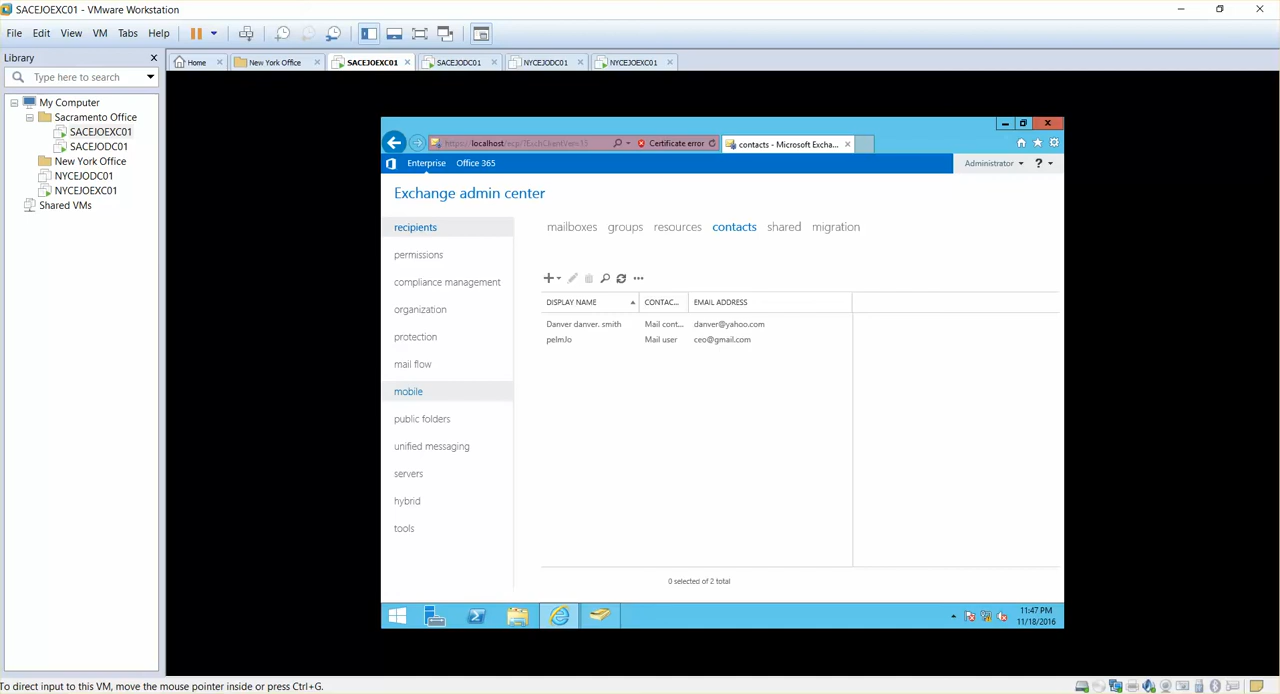 SACEJOEXC01 - VMware Workstation
File Edit View VM Tabs Help
Library
Type here to search
My Computer
Sacramento Office
SACEJOEXC01
SACEJODC01
New York Office
NYCEJODC01
NYCEJOEXC01
Shared VMs
Home
New York Office
SACEJOEXC01
SACEJODC01
NYCEJODC01
NYCEJOEXC01
https://localhost/ecp/?ExchClientVer=15
Certificate error
contacts - Microsoft Excha...
Enterprise Office 365
Administrator ?
Exchange admin center
recipients
permissions
compliance management
organization
protection
mail flow
mobile
public folders
unified messaging
servers
hybrid
tools
mailboxes groups resources contacts shared migration
DISPLAY NAME CONTAC... EMAIL ADDRESS
Danver danver. smith Mail cont... danver@yahoo.com
pelmJo Mail user ceo@gmail.com
0 selected of 2 total
11:47 PM
11/18/2016
To direct input to this VM, move the mouse pointer inside or press Ctrl+G.